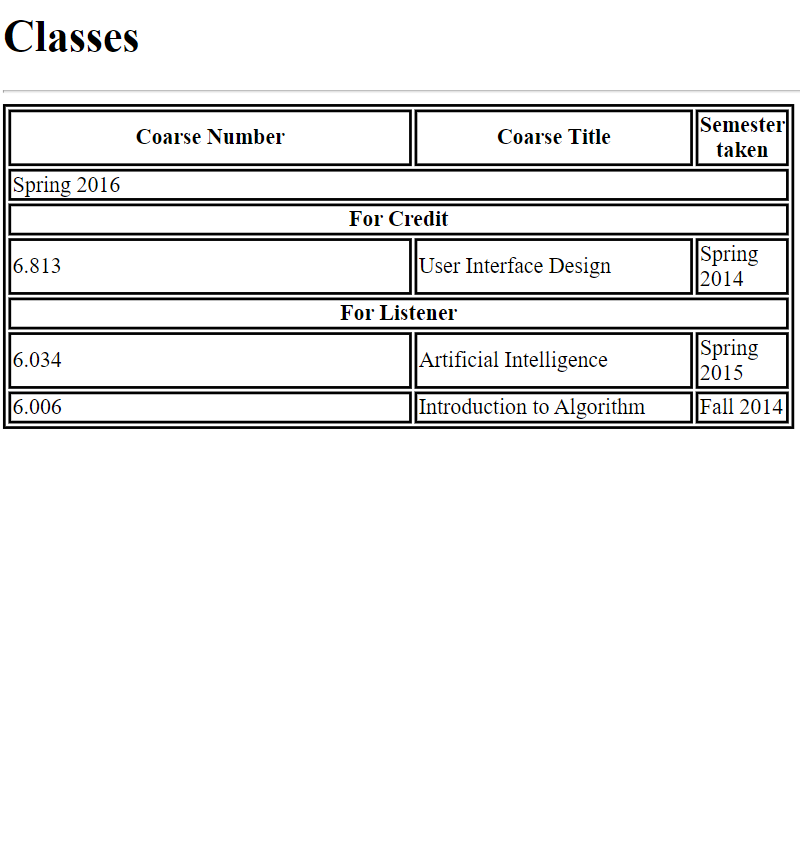 Classes
Coarse Number
Coarse Title
Semester
taken
Spring 2016
For Credit
6.813
User Interface Design
Spring
2014
For Listener
6.034
Artificial Intelligence
Spring
2015
6.006
Introduction to Algorithm
Fall 2014